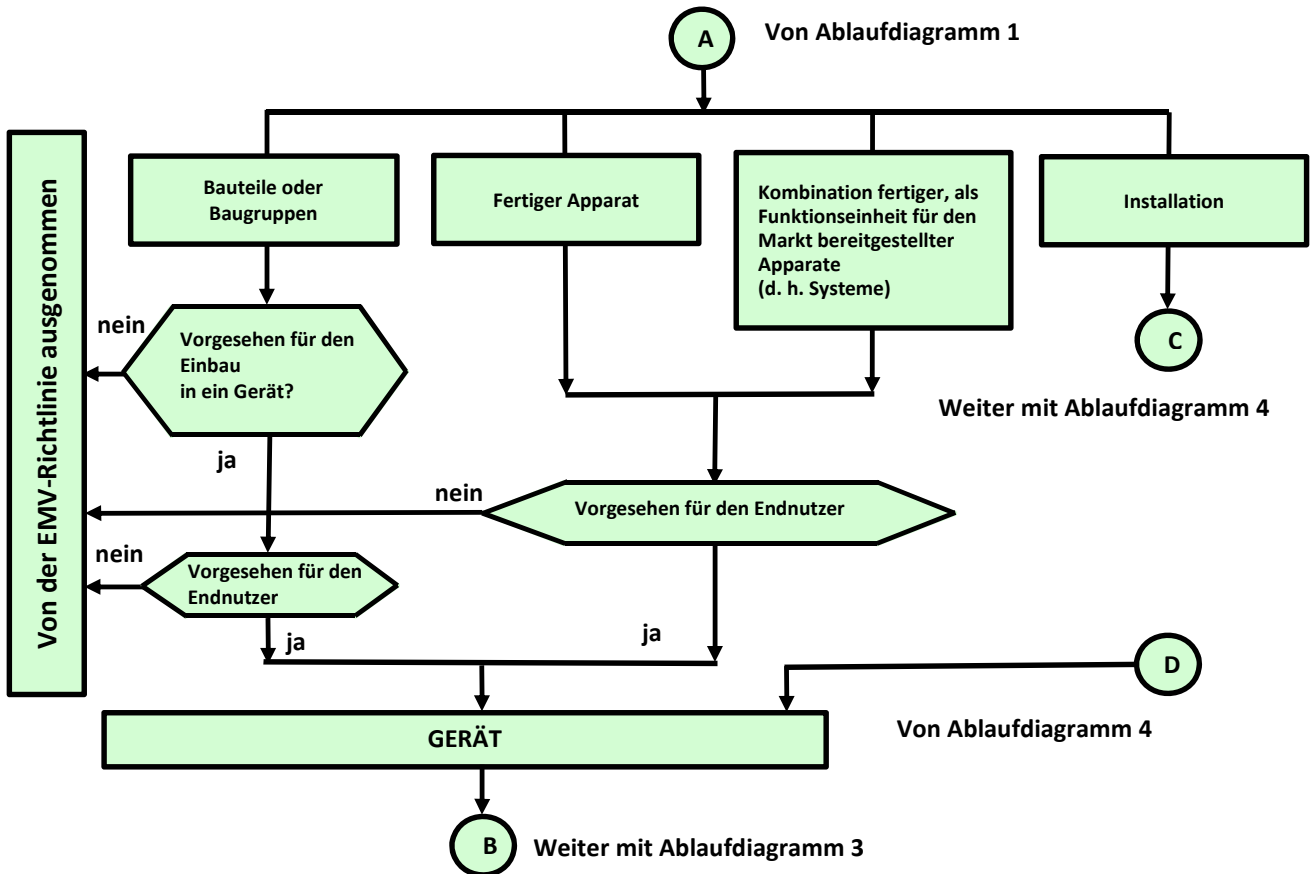 A
Von Ablaufdiagramm 1
Von der EMV-Richtlinie ausgenommen
Bauteile oder
Baugruppen
Fertiger Apparat
Kombination fertiger, als
Funktionseinheit für den
Markt bereitgestellter
Apparate
(d. h. Systeme)
Installation
nein
Vorgesehen für den
Einbau
in ein Gerät?
C
Weiter mit Ablaufdiagramm 4
ja
nein
Vorgesehen für den Endnutzer
nein
Vorgesehen für den
Endnutzer
ja
ja
D
Von Ablaufdiagramm 4
GERÄT
B
Weiter mit Ablaufdiagramm 3